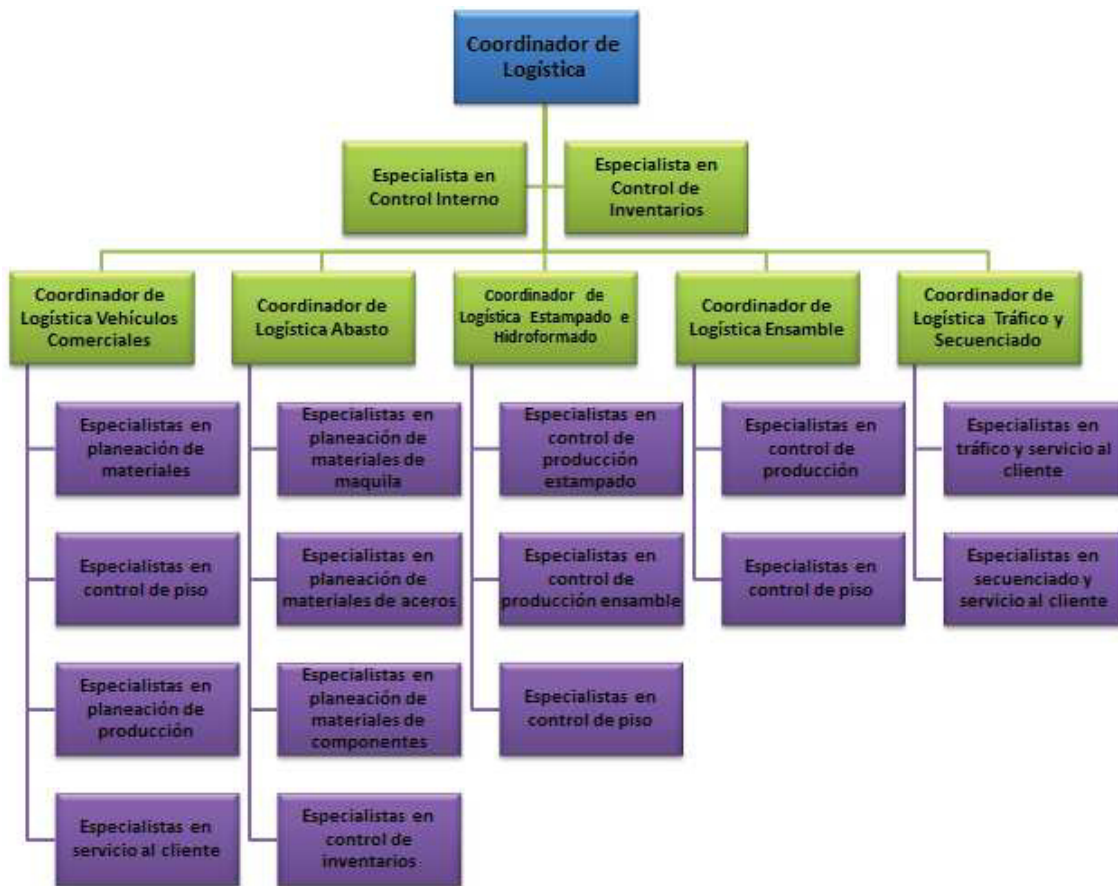 Coordinador de
Logística
Especialista en
Control Interno
Especialista en
Control de
Inventarios
Coordinador de
Logística Vehículos
Comerciales
Coordinador de
Logística Abasto
Coordinador de
Logística Estampado e
Hidroformado
Coordinador de
Logística Ensamble
Coordinador de
Logística Tráfico y
Secuenciado
Especialistas en
planeación de
materiales
Especialistas en
planeación de
materiales de
maquila
Especialistas en
control de
producción
estampado
Especialistas en
control de
producción
Especialistas en
tráfico y servicio al
cliente
Especialistas en
control de piso
Especialistas en
planeación de
materiales de aceros
Especialistas en
control de
producción ensamble
Especialistas en
control de piso
Especialistas en
secuenciado y
servicio al cliente
Especialistas en
planeación de
producción
Especialistas en
planeación de
materiales de
componentes
Especialistas en
control de piso
Especialistas en
servicio al cliente
Especialistas en
control de
inventarios